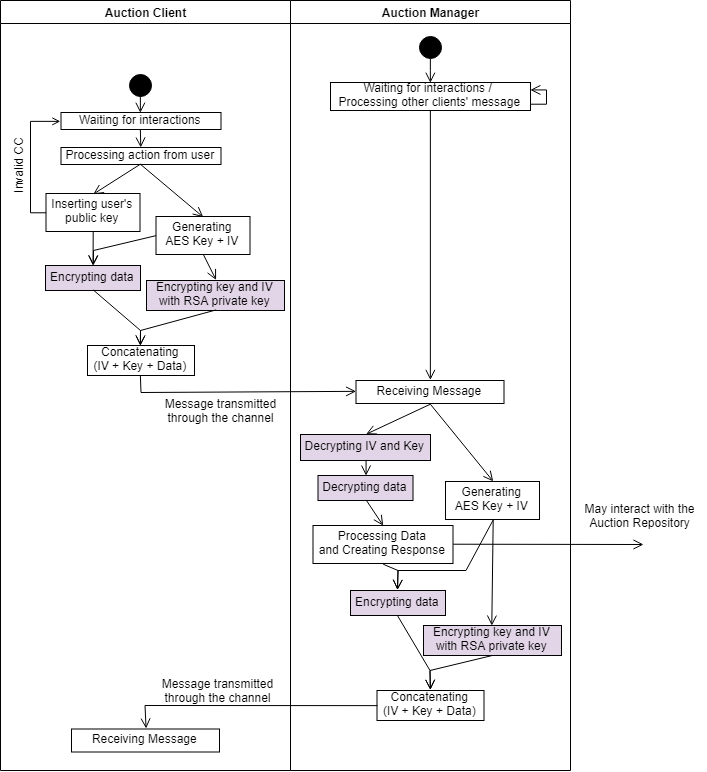 Auction Client
Auction Manager
Waiting for interactions /
Processing other clients' message
Waiting for interactions
Processing action from user
Invalid CC
Inserting user's
public key
Generating
AES Key + IV
Encrypting data
Encrypting key and IV
with RSA private key
Concatenating
(IV + Key + Data)
Message transmitted
through the channel
Receiving Message
Decrypting IV and Key
Decrypting data
Generating
AES Key + IV
May interact with the
Auction Repository
Processing Data
and Creating Response
Encrypting data
Encrypting key and IV
with RSA private key
Message transmitted
through the channel
Concatenating
(IV + Key + Data)
Receiving Message